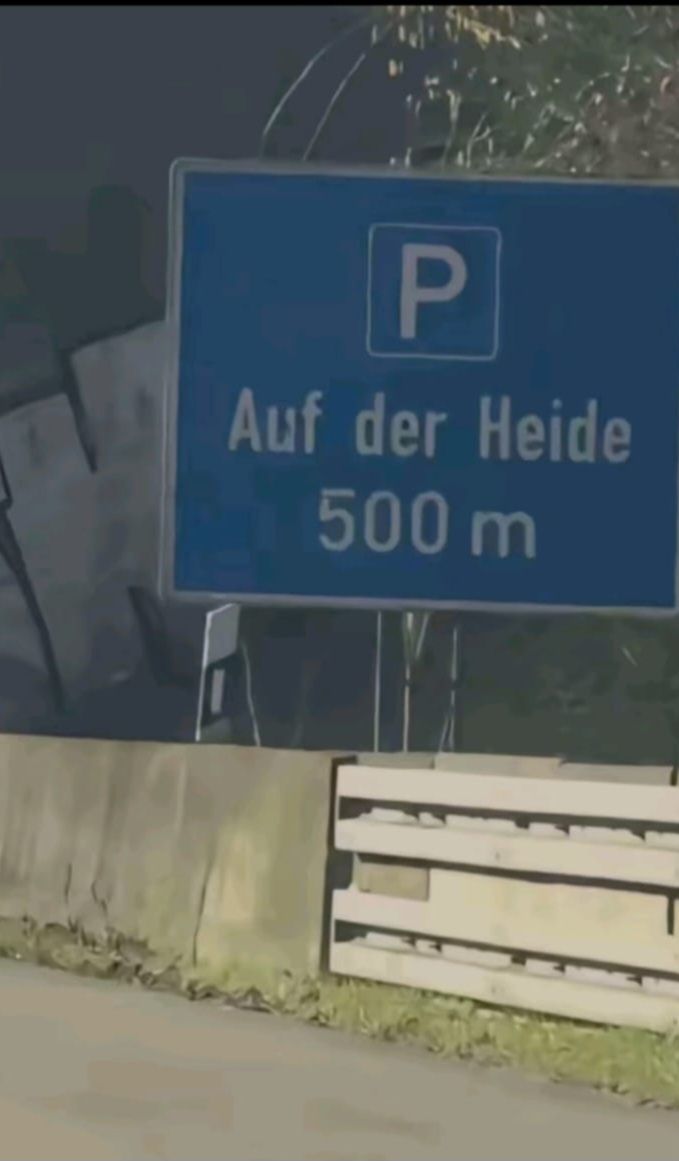 P
Auf der Heide
500 m